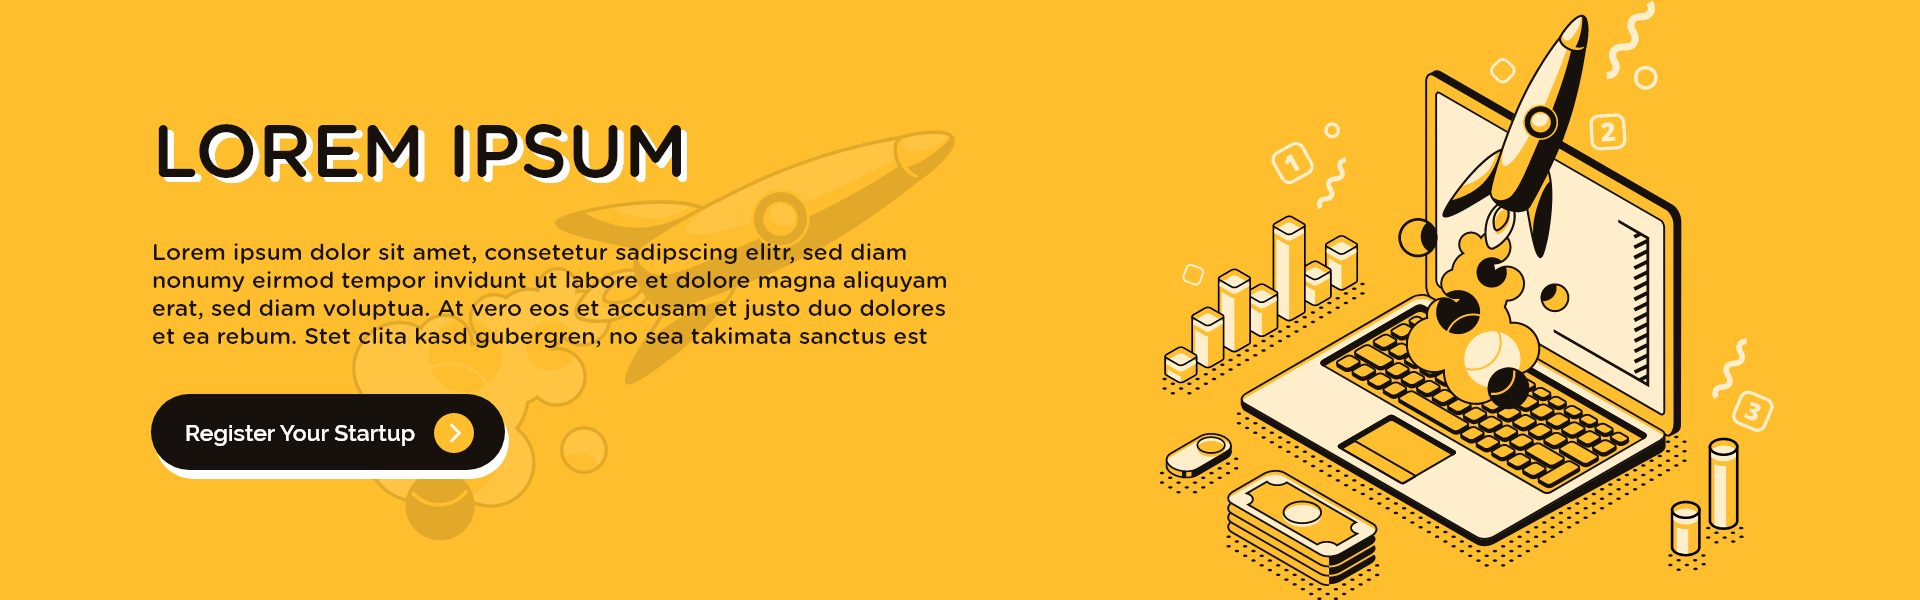 LOREM IPSUM
Lorem ipsum dolor sit amet, consetetur sadipscing elitr, sed diam
nonumy eirmod tempor invidunt ut labore et dolore magna aliquyam
erat, sed diam voluptua. At vero eos et accusam et justo duo dolores
et ea rebum. Stet clita kasd gubergren, no sea takimata sanctus est
Register Your Startup
1
2
3